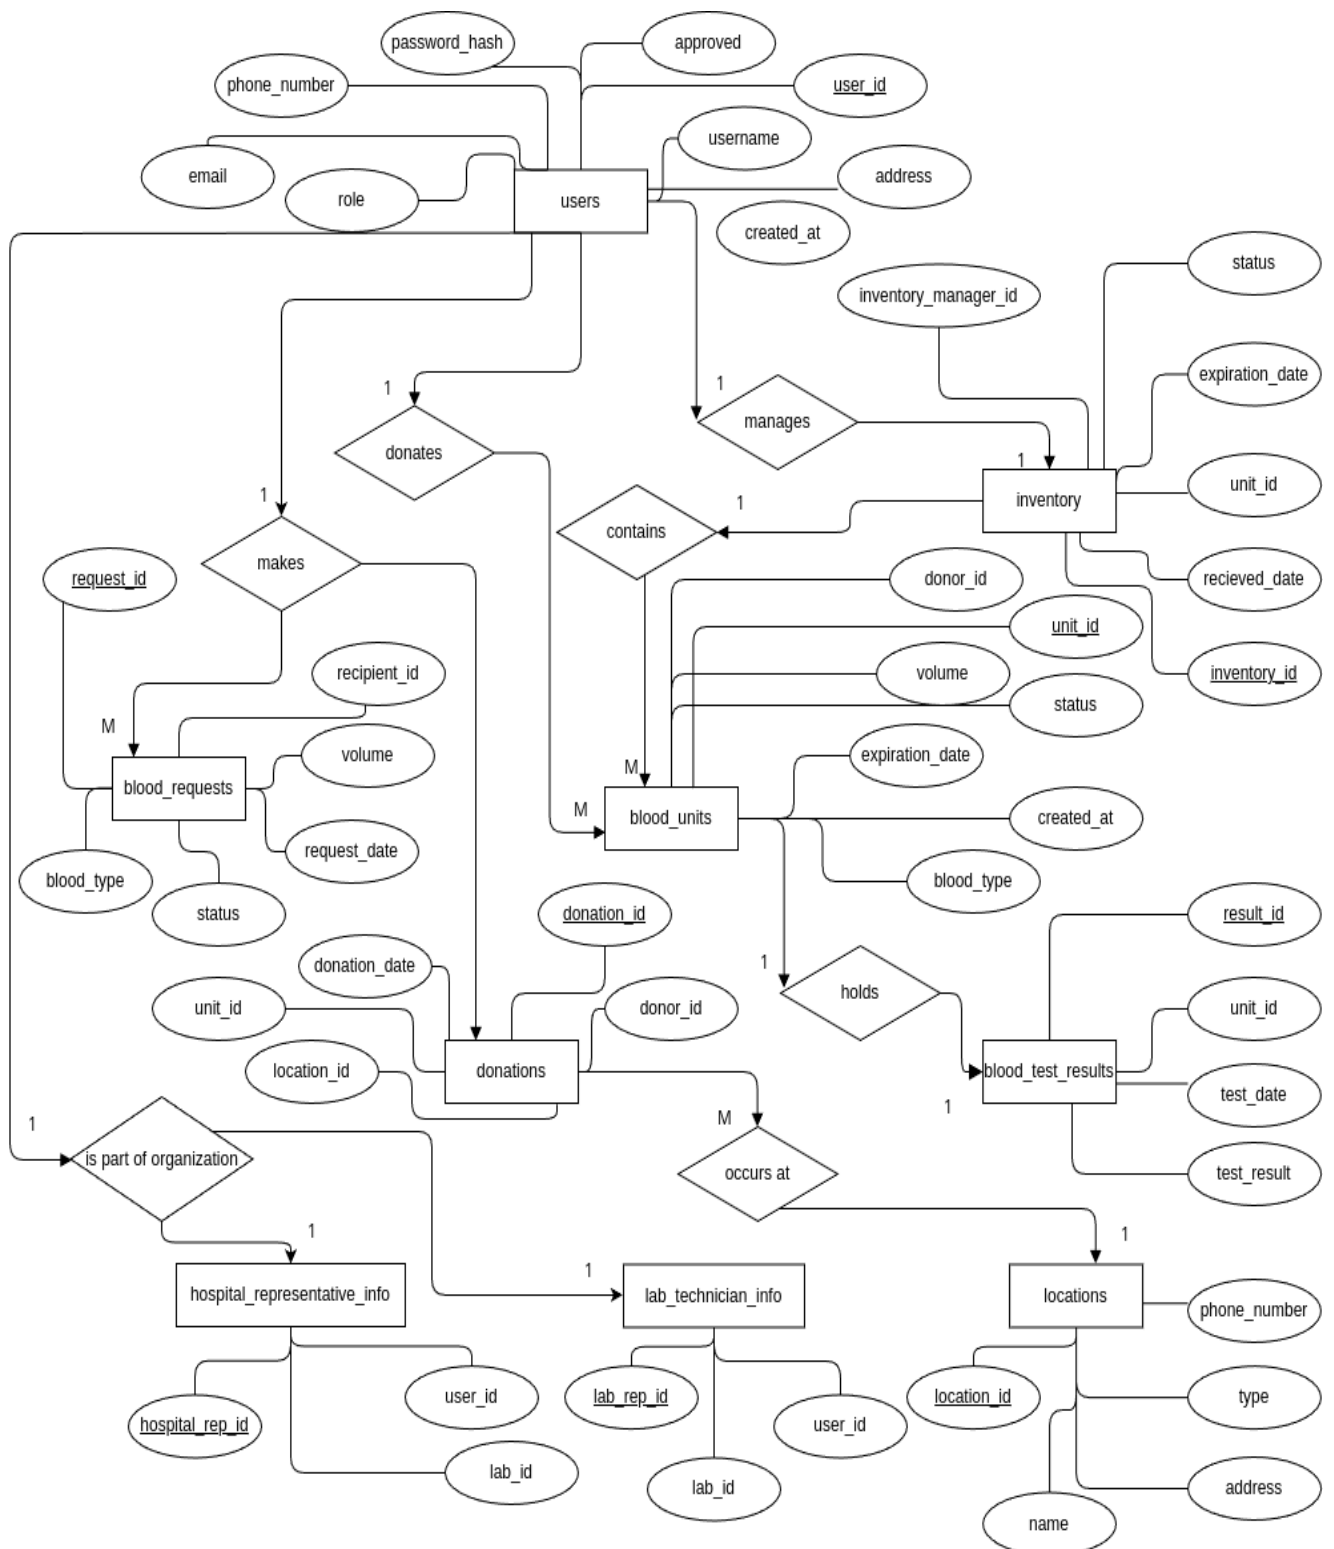 password_hash
approved
phone_number
user_id
username
email
role
users
address
created_at
status
inventory_manager_id
expiration_date
1
1
donates
manages
1
inventory
unit_id
1
contains
1
makes
request_id
donor_id
recieved_date
unit_id
recipient_id
volume
inventory_id
status
M
volume
expiration_date
M
blood_requests
M
blood_units
created_at
request_date
blood_type
blood_type
status
donation_id
result_id
donation_date
1
holds
unit_id
donor_id
unit_id
location_id
donations
blood_test_results
test_date
1
M
1
is part of organization
occurs at
test_result
1
1
1
hospital_representative_info
lab_technician_info
locations
phone_number
user_id
lab_rep_id
location_id
type
hospital_rep_id
user_id
lab_id
lab_id
address
name